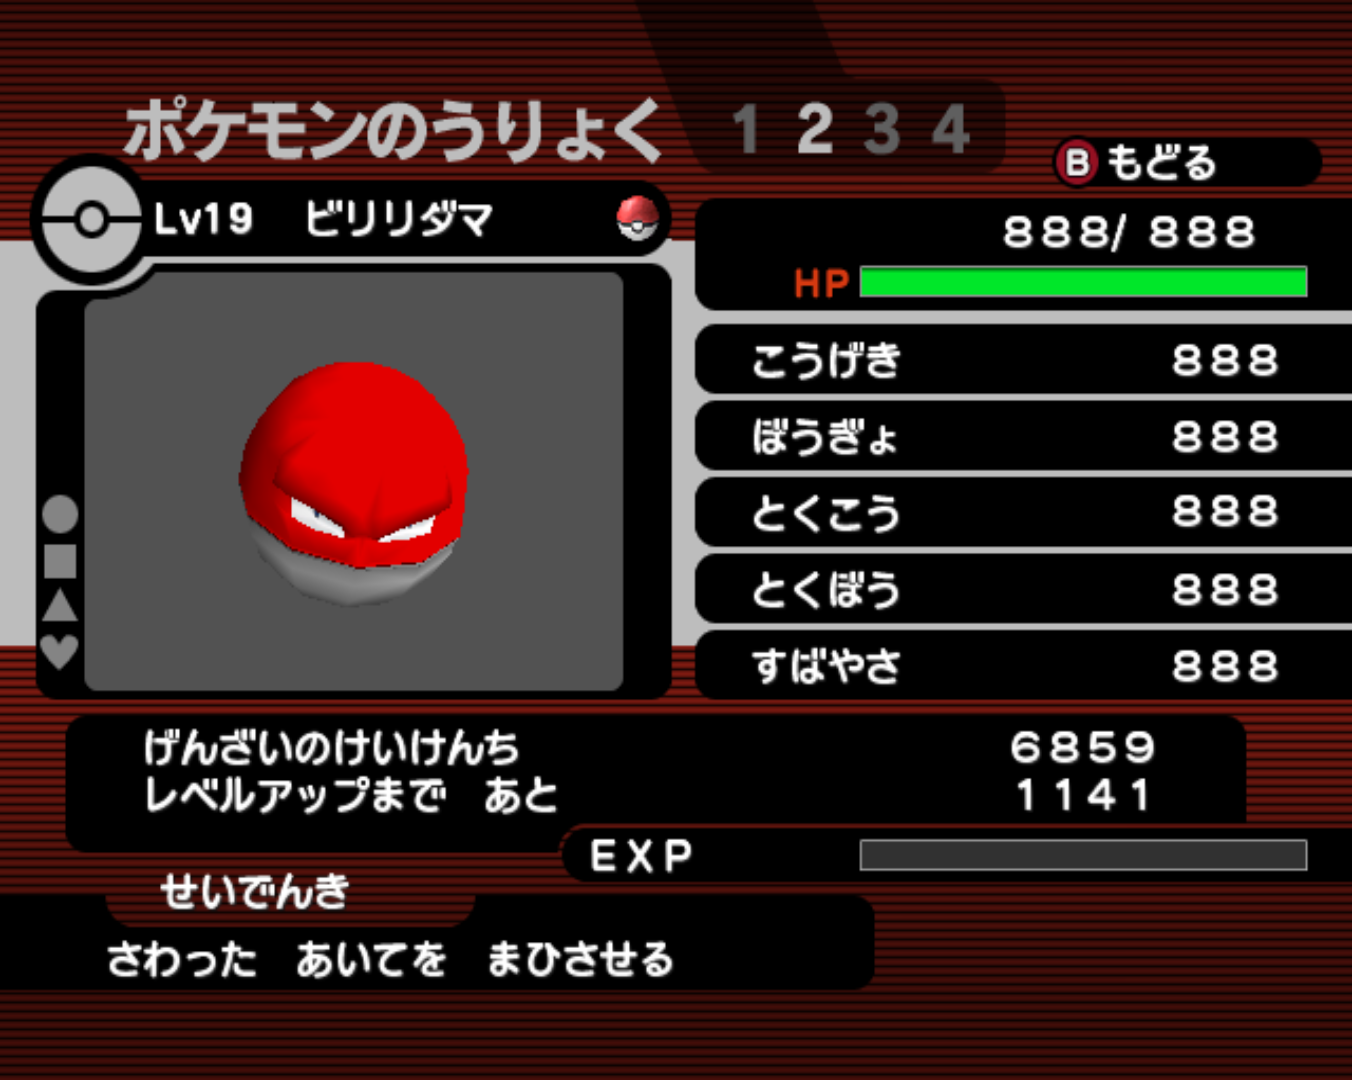 ポケモンのうりょく 1 2 3 4
B もどる
Lv19 ビリリダマ
888/ 888
HP
こうげき 888
ぼうぎょ 888
とくこう 888
とくぼう 888
すばやさ 888
げんざいのけいけんち 6859
レベルアップまで あと 1141
EXP
せいでんき
さわった あいてを まひさせる